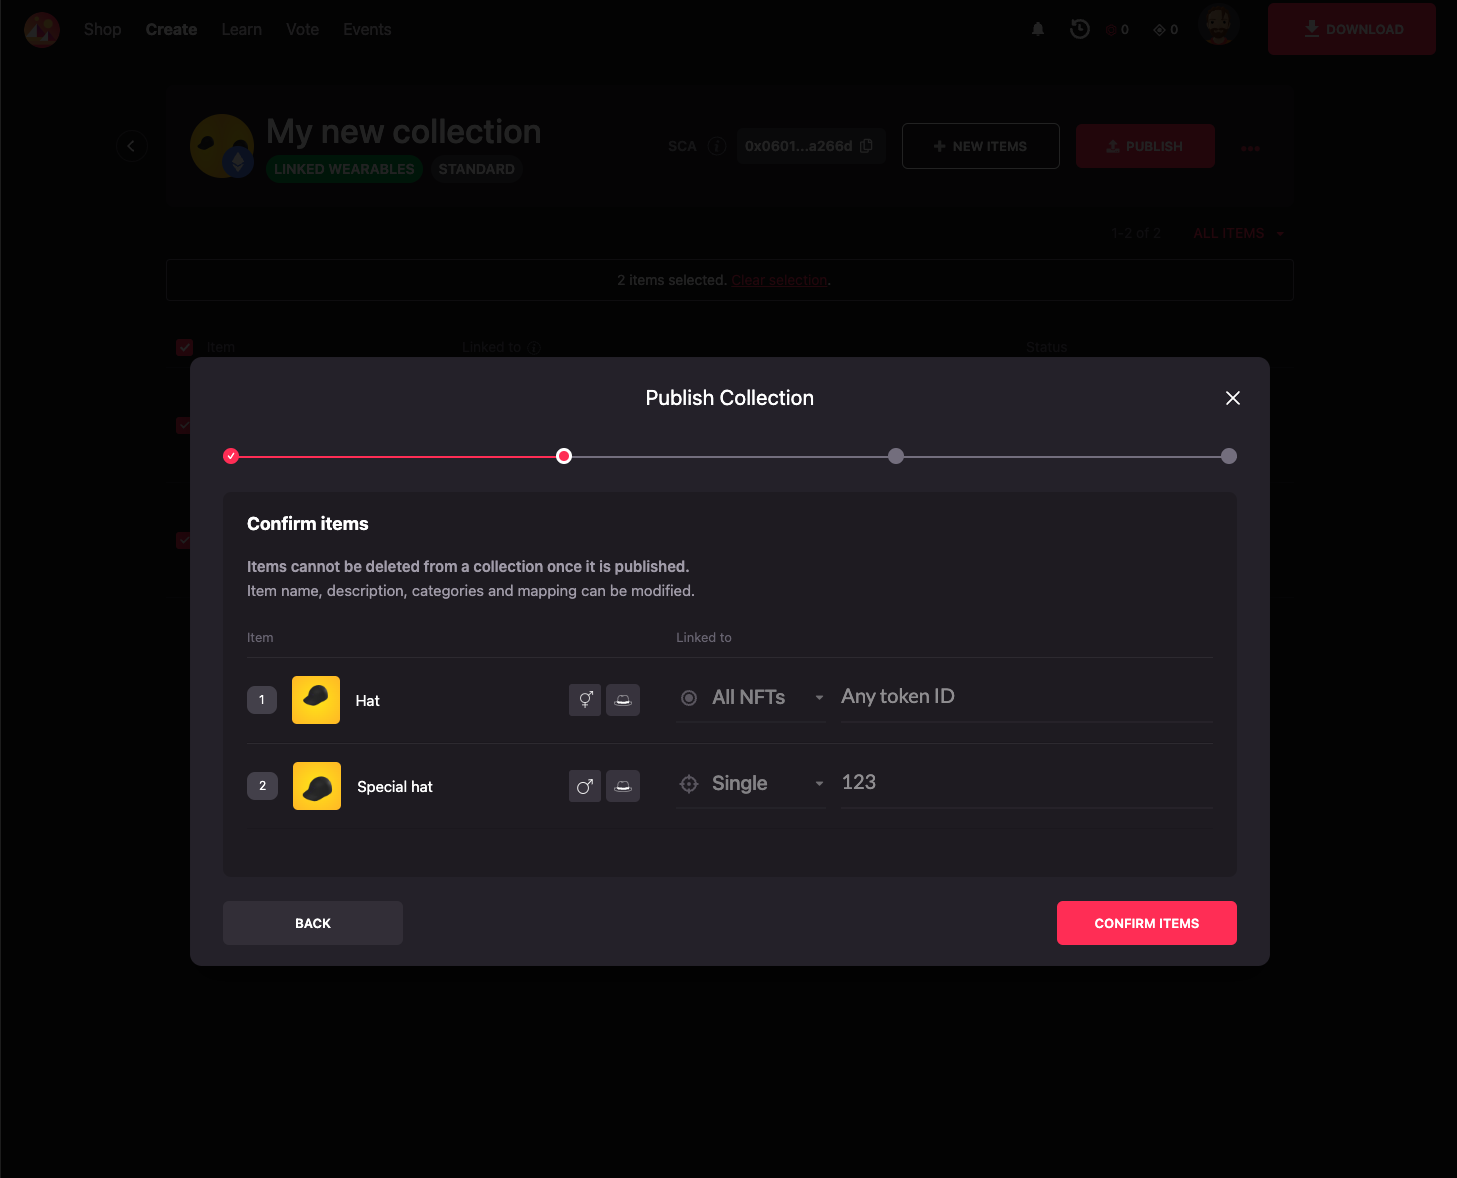 Shop Create Learn Vote Events 0 0 DOWNLOAD
My new collection
LINKED WEARABLES STANDARD
SCA i 0x0601...a266d NEW ITEMS PUBLISH
1-2 of 2 ALL ITEMS
2 items selected. Clear selection.
Item Linked to i Status
Publish Collection
Confirm items
Items cannot be deleted from a collection once it is published.
Item name, description, categories and mapping can be modified.
Item Linked to
1 Hat All NFTs Any token ID
2 Special hat Single 123
BACK CONFIRM ITEMS